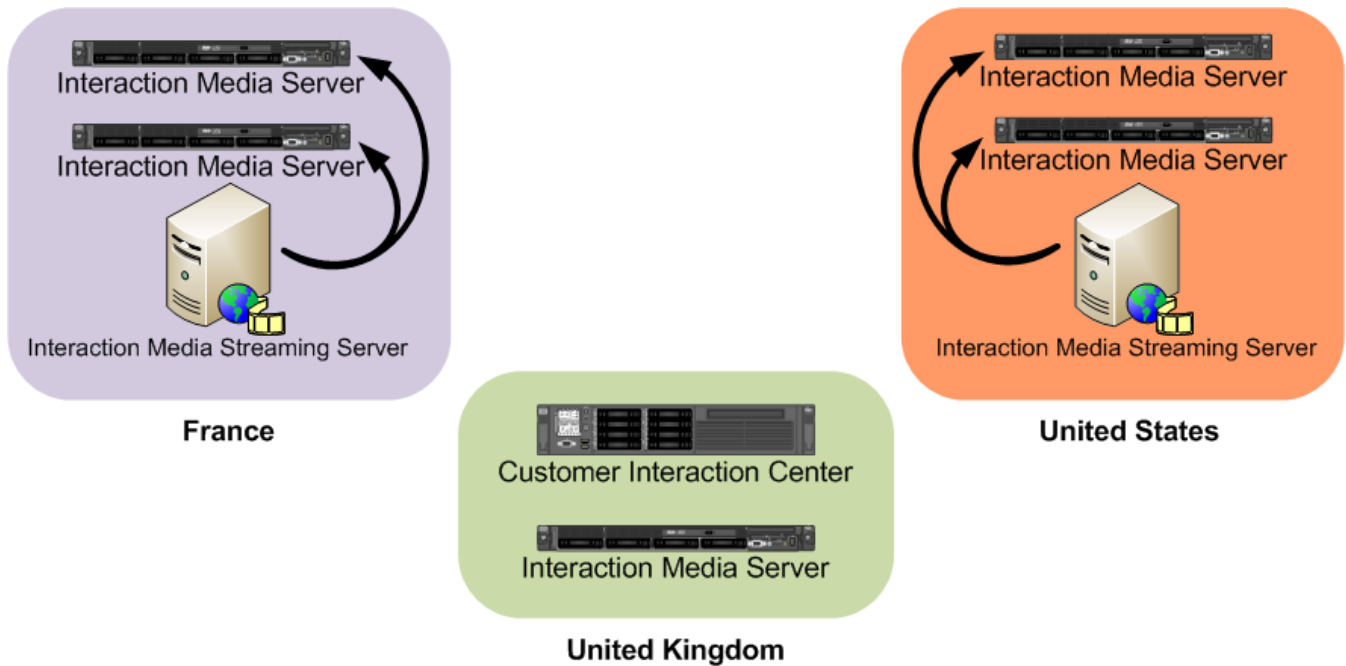 Interaction Media Server
Interaction Media Server
Interaction Media Streaming Server
France
Interaction Media Server
Interaction Media Server
Interaction Media Streaming Server
United States
Customer Interaction Center
Interaction Media Server
United Kingdom